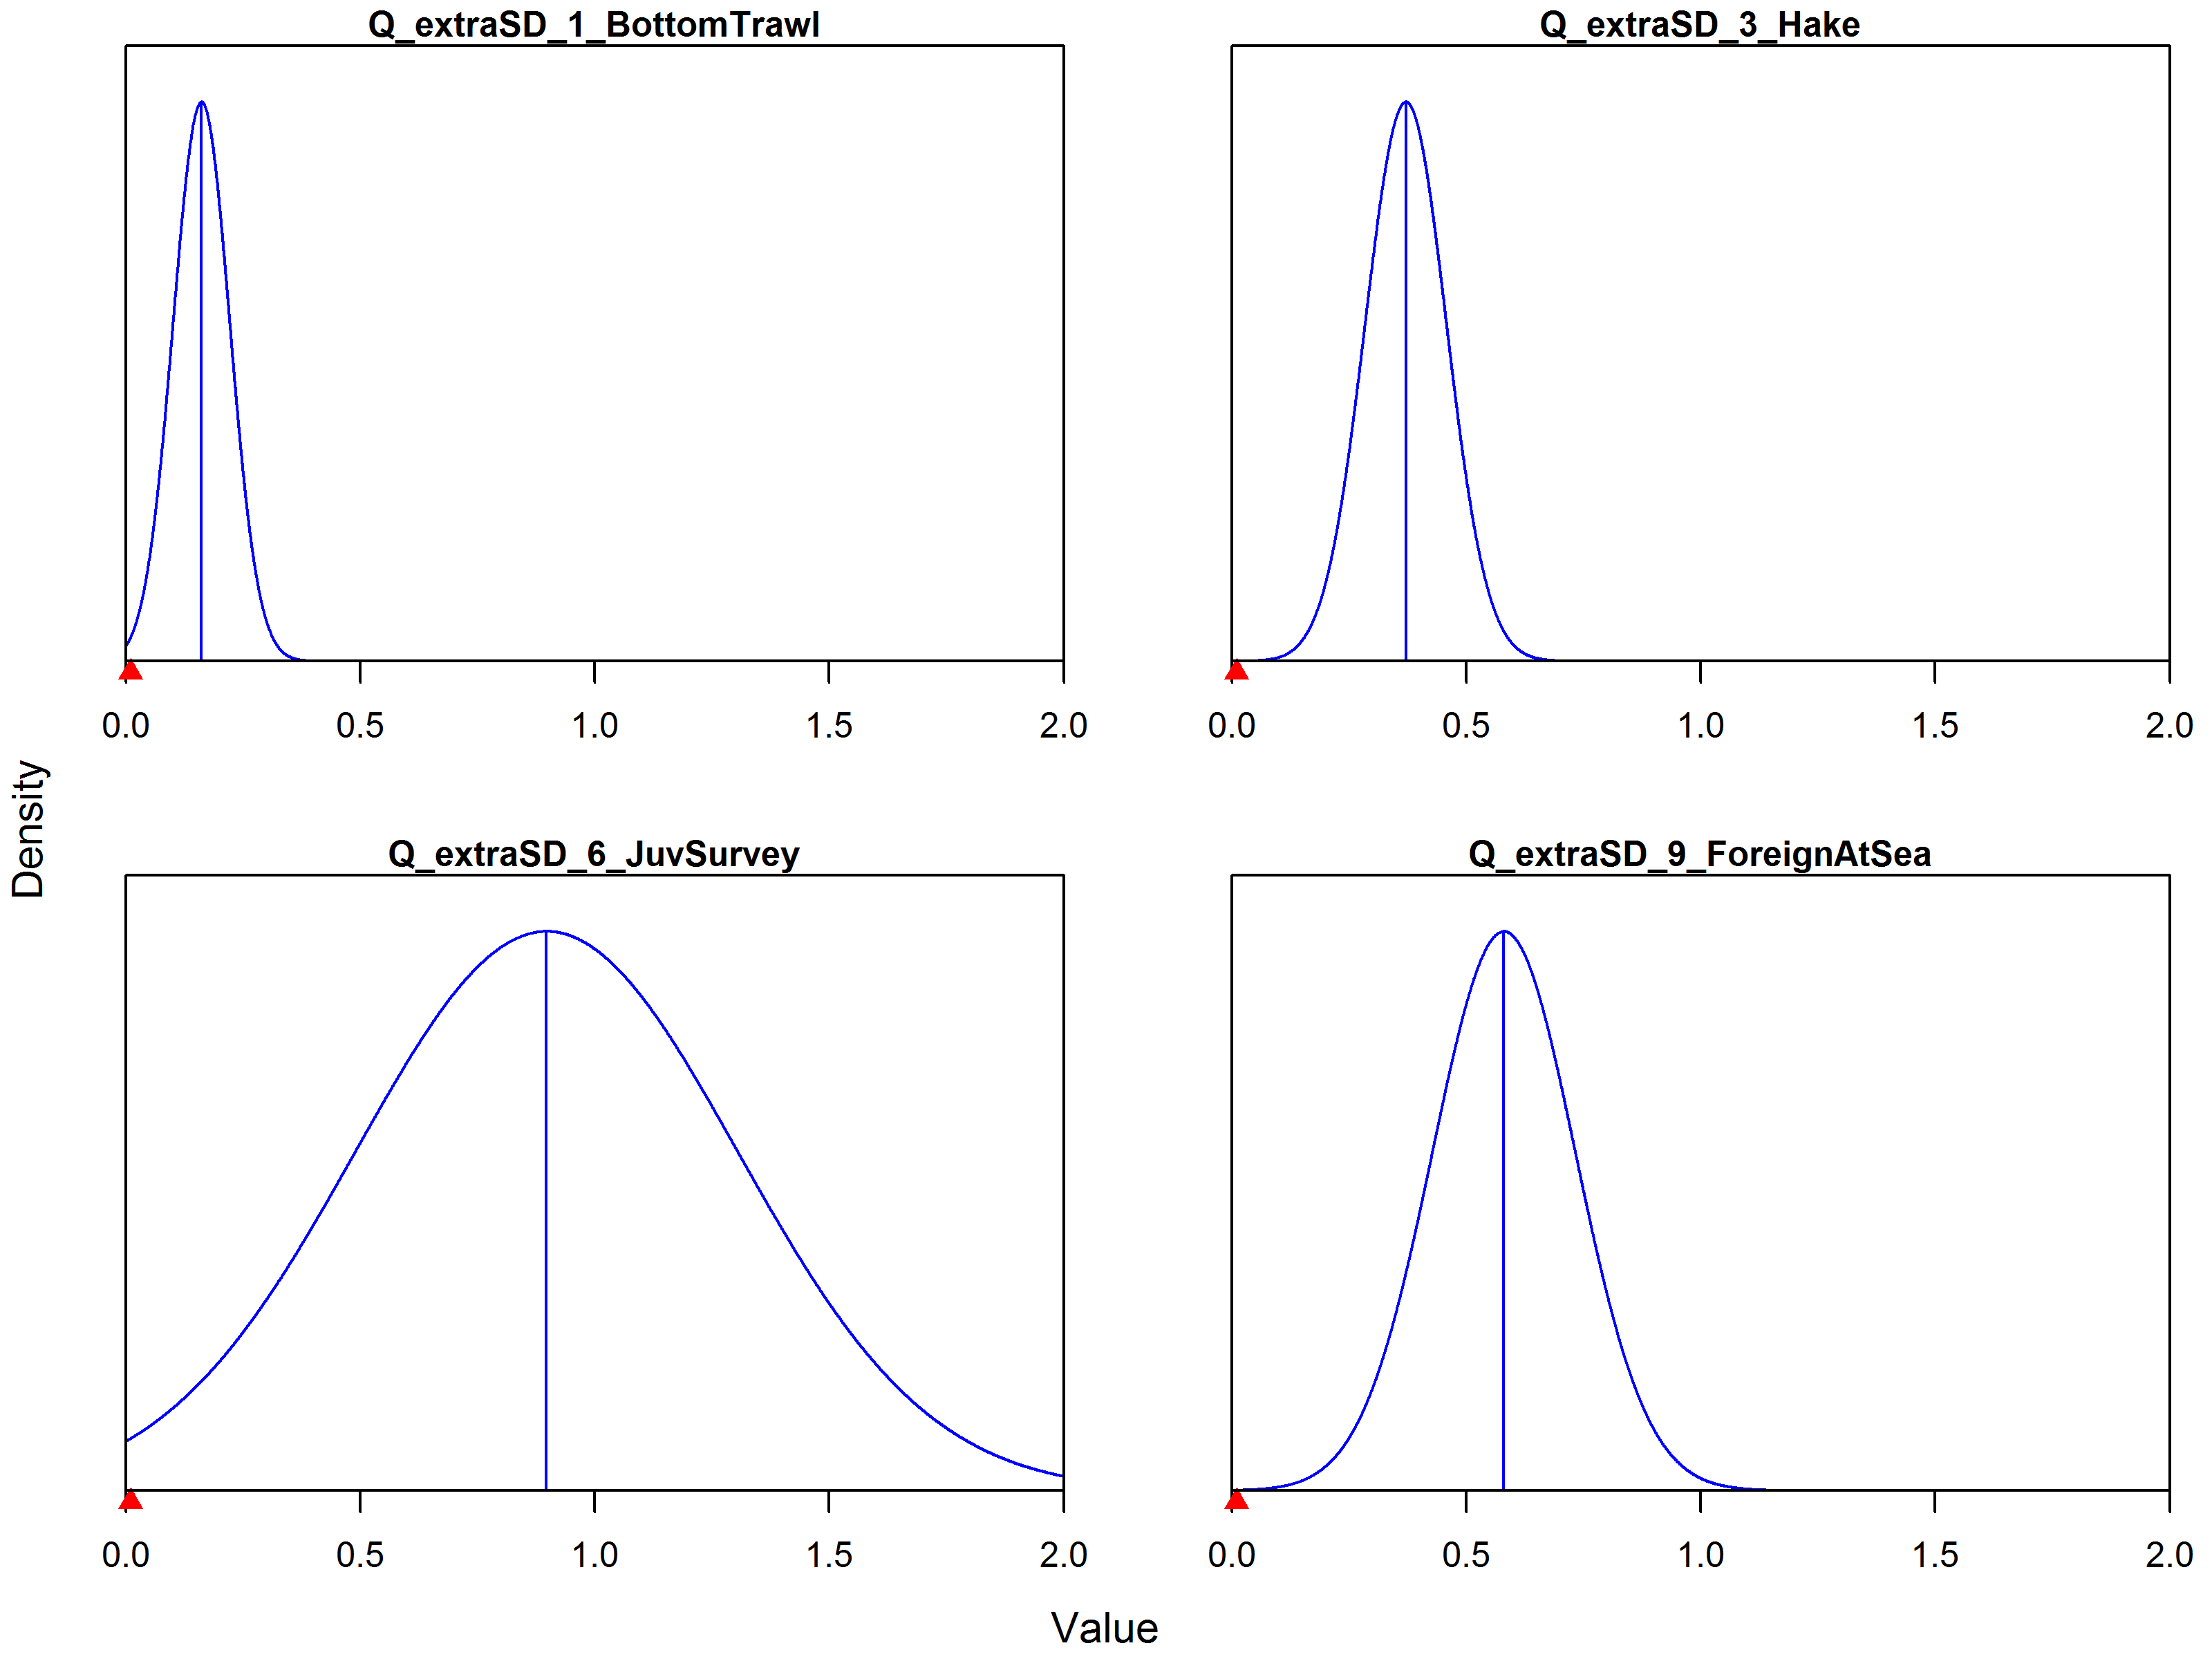 Q_extraSD_1_BottomTrawl
0.0 0.5 1.0 1.5 2.0
Q_extraSD_3_Hake
0.0 0.5 1.0 1.5 2.0
Q_extraSD_6_JuvSurvey
0.0 0.5 1.0 1.5 2.0
Q_extraSD_9_ForeignAtSea
0.0 0.5 1.0 1.5 2.0
Density
Value